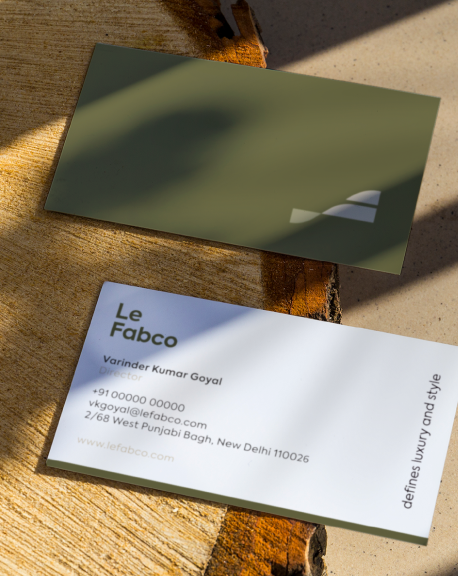 Le
Fabco
Varinder Kumar Goyal
Director
+91 00000 00000
vkgoyal@lefabco.com
2/68 West Punjabi Bagh, New Delhi 110026
www.lefabco.com
defines luxury and style